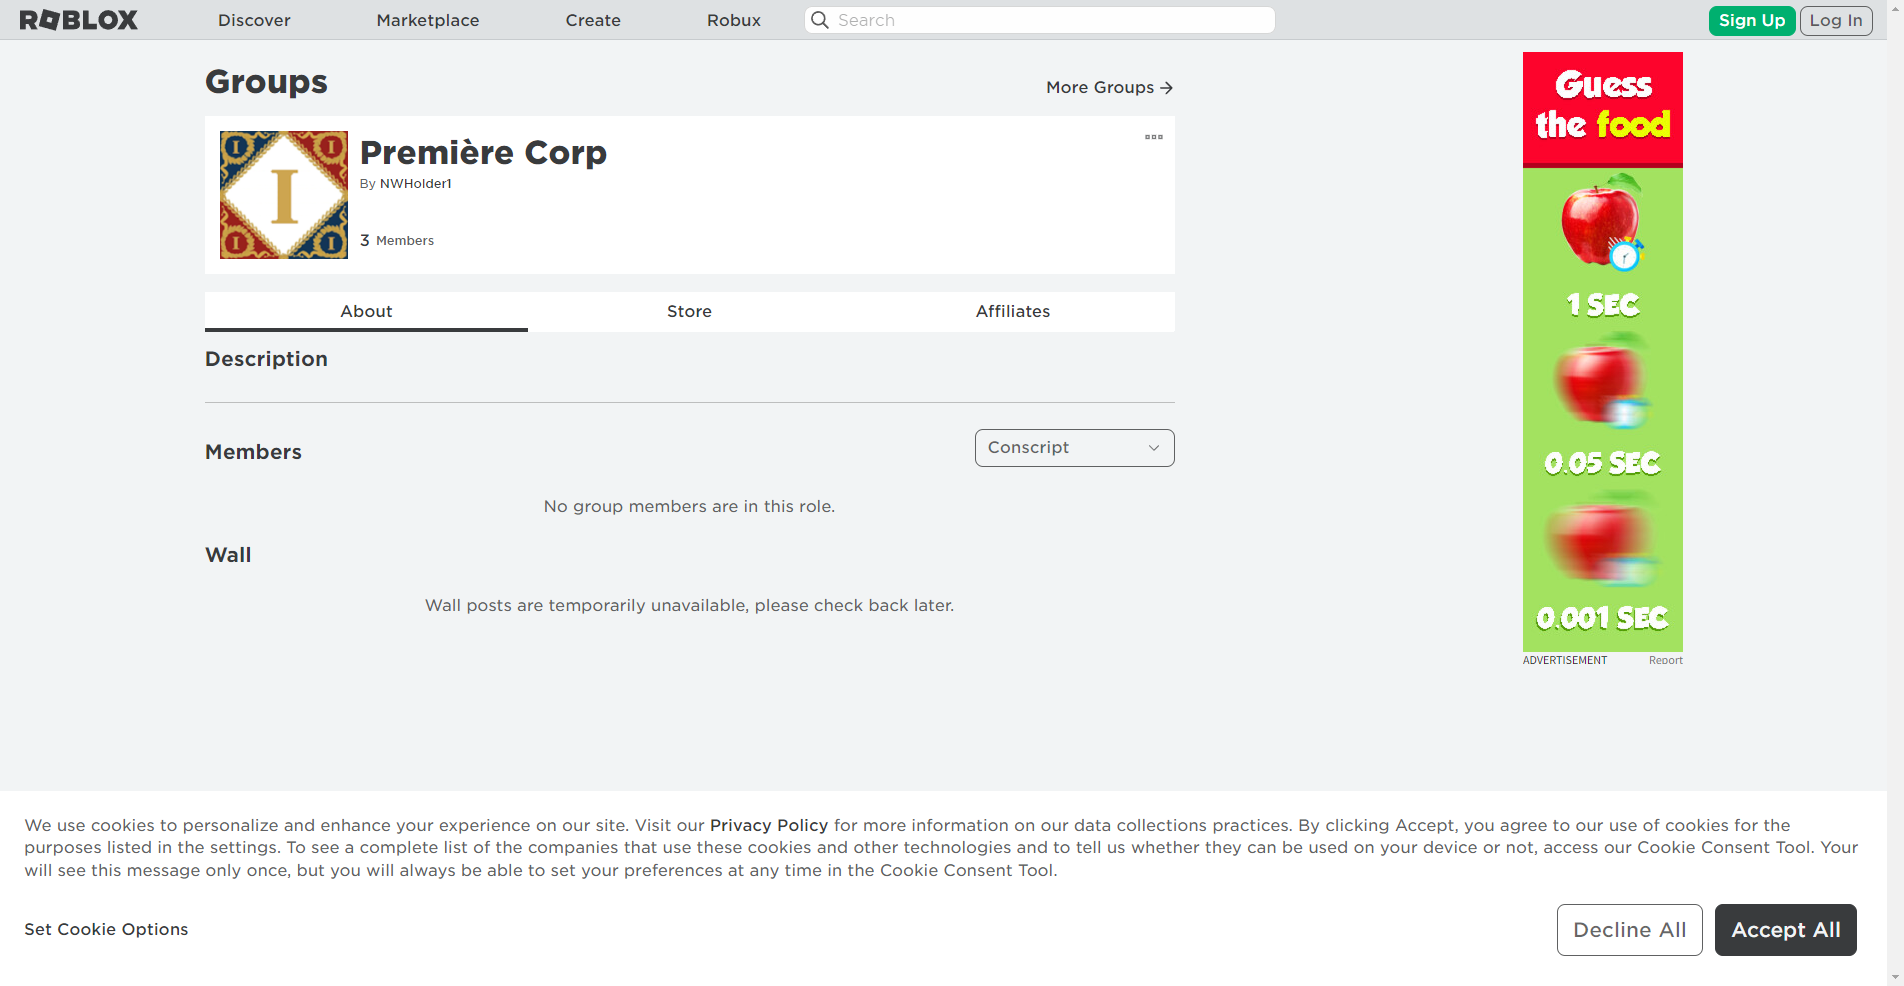 ROBLOX
Discover
Marketplace
Create
Robux
Search
Sign Up
Log In
Groups
More Groups
I
I
I
I
I
Première Corp
By NWHolder1
3 Members
About
Store
Affiliates
Description
Members
Conscript
No group members are in this role.
Wall
Wall posts are temporarily unavailable, please check back later.
Guess
the food
1 SEC
0.05 SEC
0.001 SEC
ADVERTISEMENT
Report
We use cookies to personalize and enhance your experience on our site. Visit our Privacy Policy for more information on our data collections practices. By clicking Accept, you agree to our use of cookies for the
purposes listed in the settings. To see a complete list of the companies that use these cookies and other technologies and to tell us whether they can be used on your device or not, access our Cookie Consent Tool. Your
will see this message only once, but you will always be able to set your preferences at any time in the Cookie Consent Tool.
Set Cookie Options
Decline All
Accept All